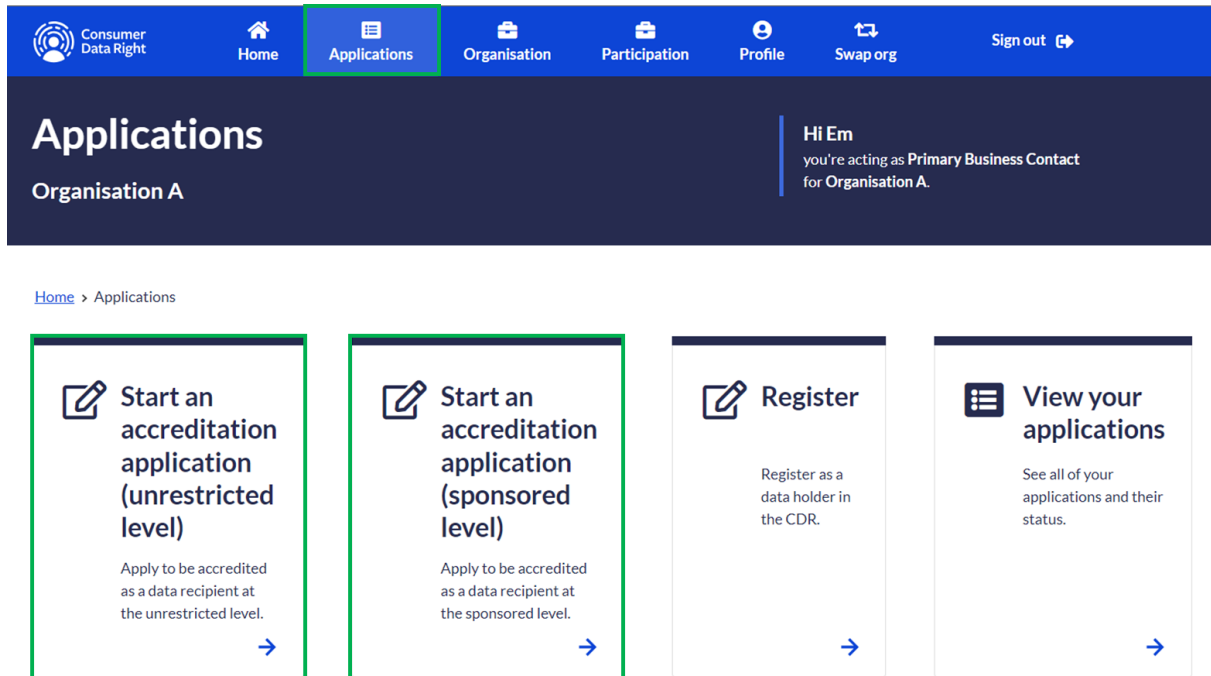 Consumer
Data Right
Home
Applications
Organisation
Participation
Profile
Swap org
Sign out
Applications
Organisation A
Hi Em
you're acting as Primary Business Contact
for Organisation A.
Home > Applications
Start an
accreditation
application
(unrestricted
level)
Apply to be accredited
as a data recipient at
the unrestricted level.
Start an
accreditation
application
(sponsored
level)
Apply to be accredited
as a data recipient at
the sponsored level.
Register
Register as a
data holder in
the CDR.
View your
applications
See all of your
applications and their
status.